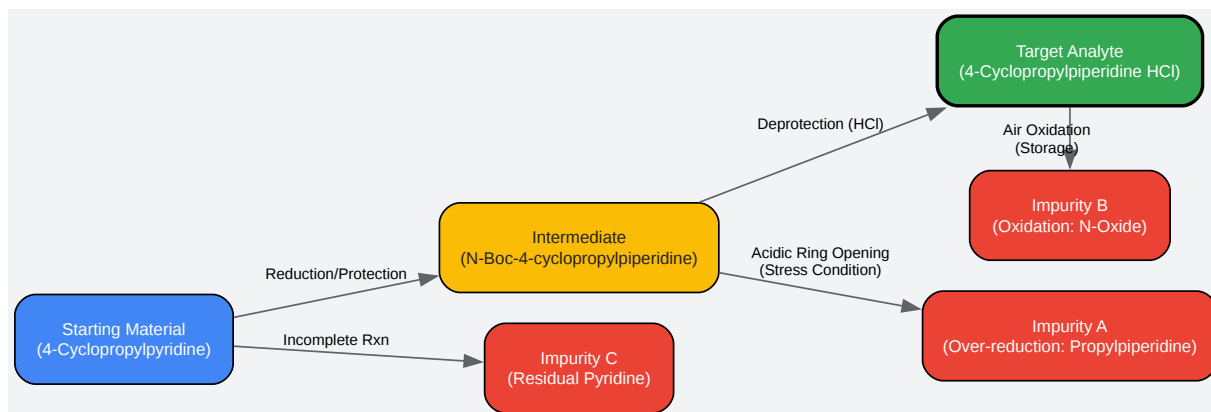 Target Analyte
(4-Cyclopropylpiperidine HCl)
Deprotection (HCl)
Air Oxidation
(Storage)
Impurity B
(Oxidation: N-Oxide)
Intermediate
(N-Boc-4-cyclopropylpiperidine)
Acidic Ring Opening
(Stress Condition)
Reduction/Protection
Starting Material
(4-Cyclopropylpyridine)
Incomplete Rxn
Impurity C
(Residual Pyridine)
Impurity A
(Over-reduction: Propylpiperidine)